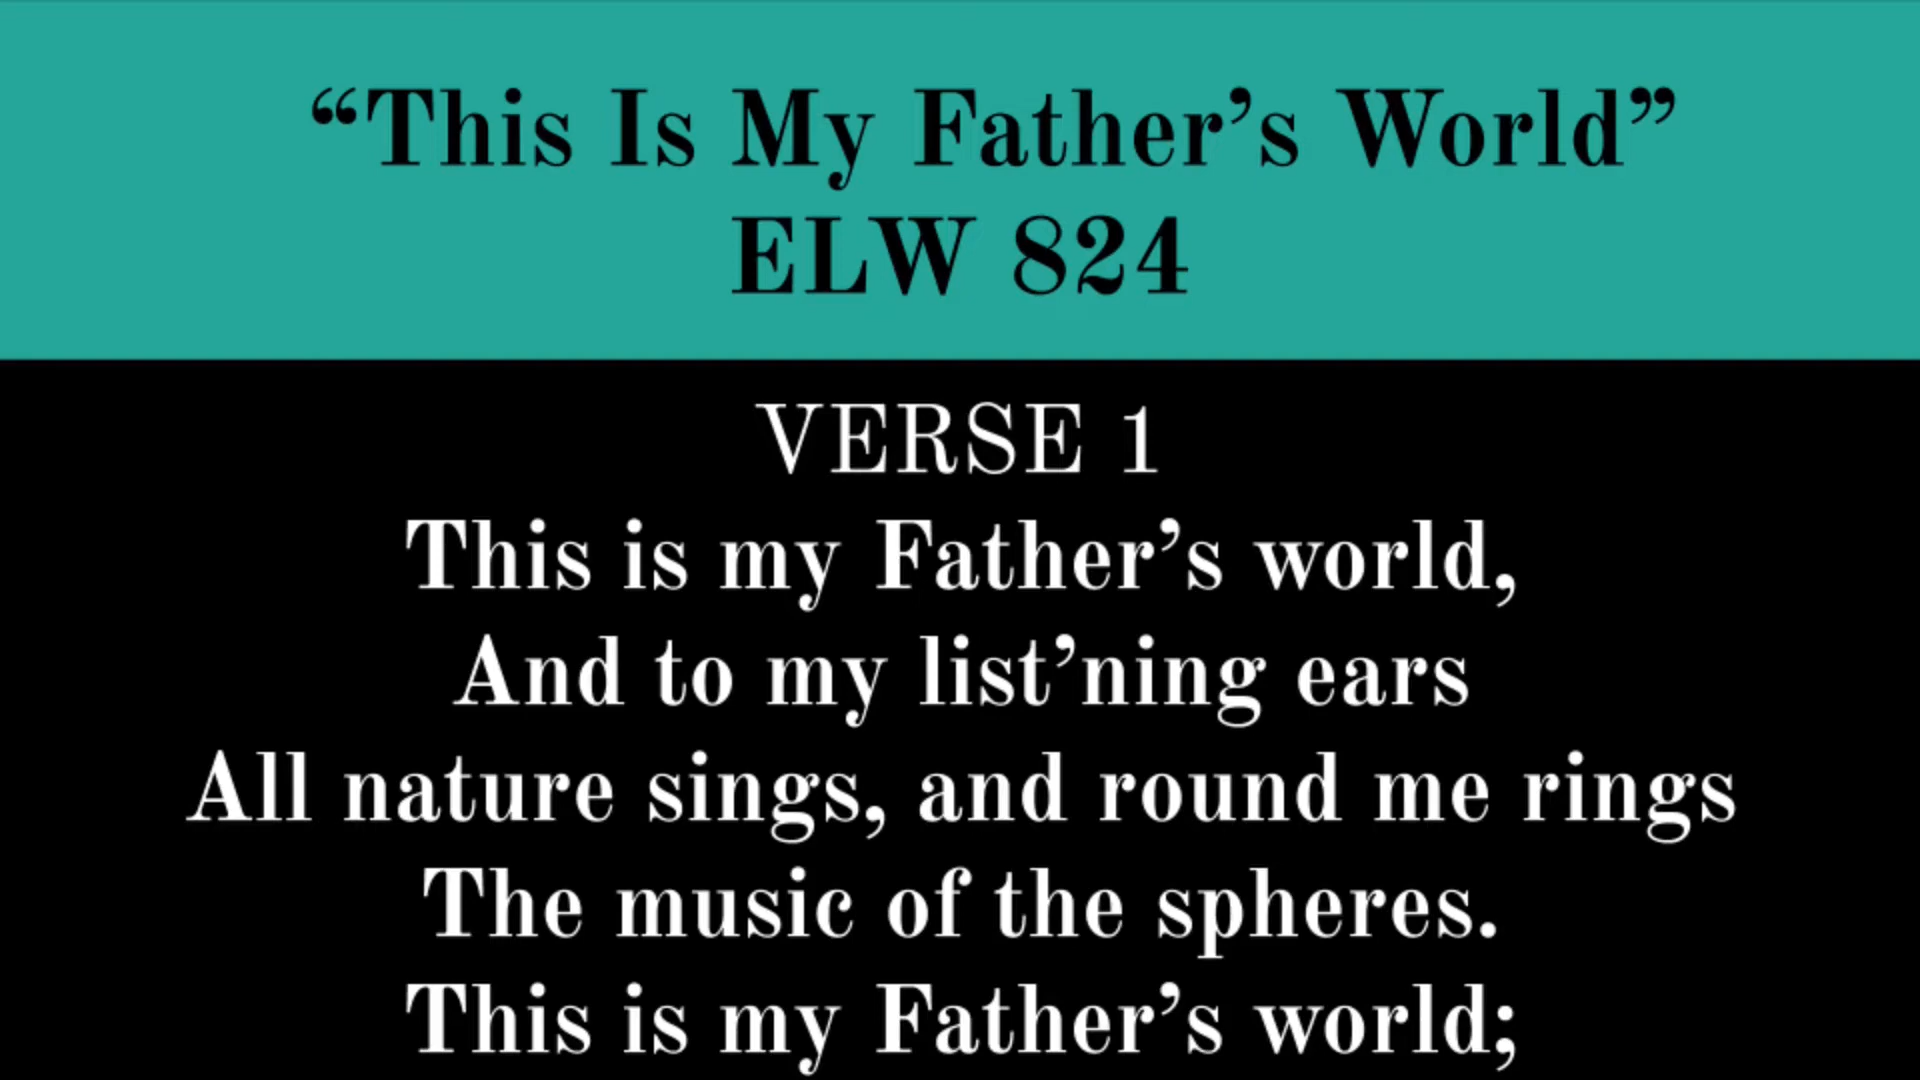 “This Is My Father’s World”
ELW 824
VERSE 1
This is my Father’s world,
And to my list’ning ears
All nature sings, and round me rings
The music of the spheres.
This is my Father’s world;